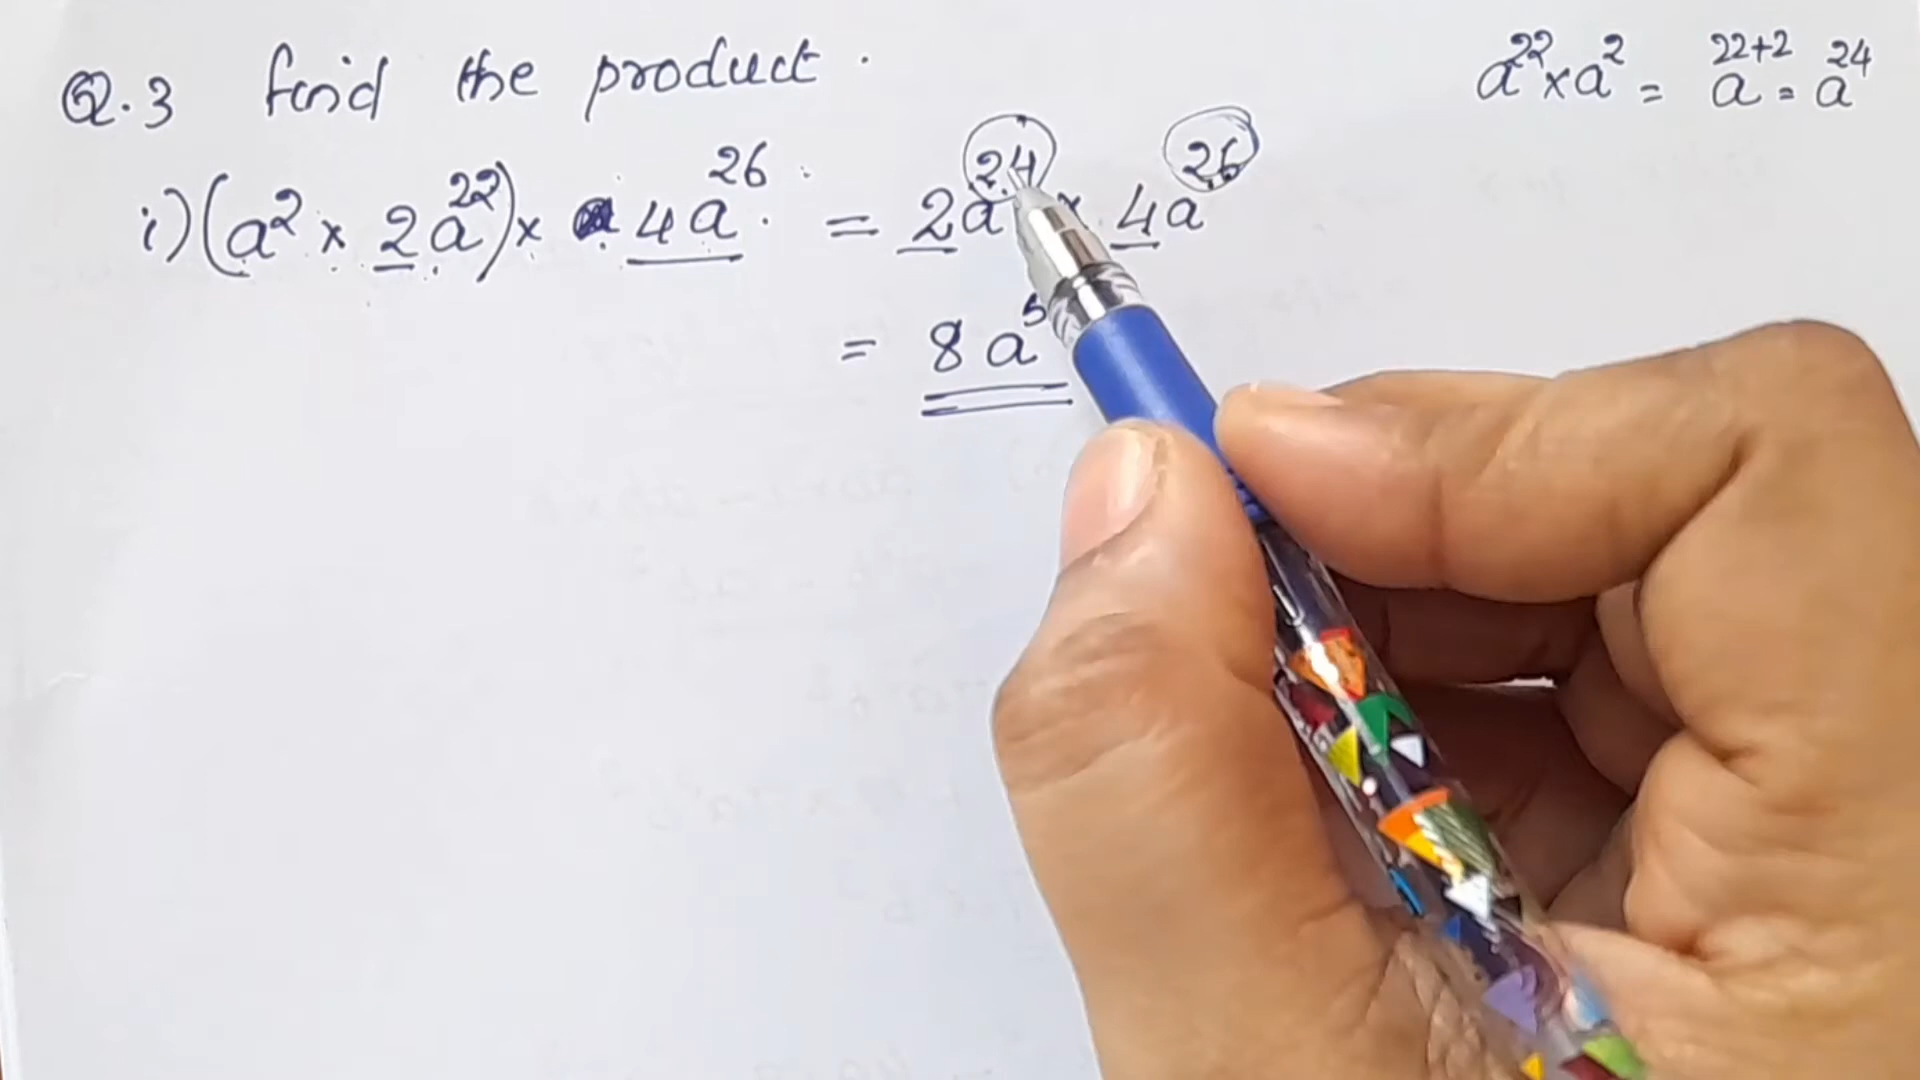 Q.3 find the product.
a²² × a² = a²²⁺² = a²⁴
i) (a² × 2a²²) × 4a²⁶ = 2a²⁴ × 4a²⁶
= 8a⁵